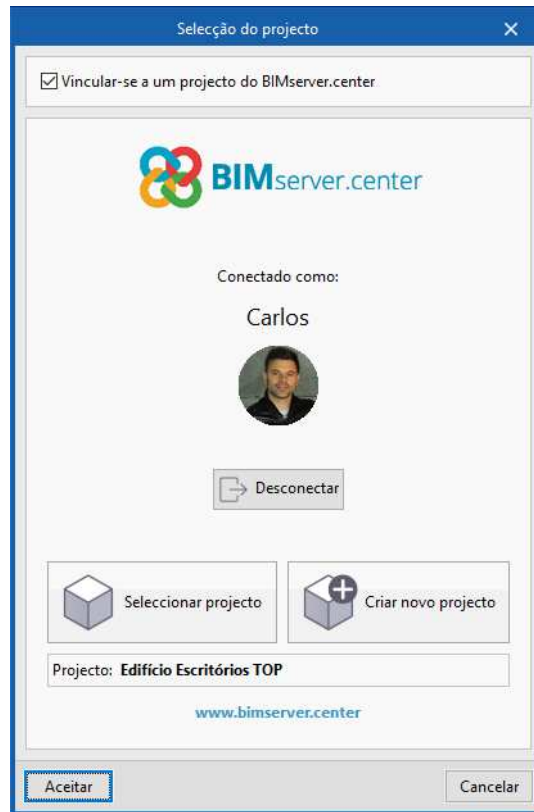 Selecção do projecto
Vincular-se a um projecto do BIMserver.center
BIMserver.center
Conectado como:
Carlos
Desconectar
Seleccionar projecto
Criar novo projecto
Projecto: Edifício Escritórios TOP
www.bimserver.center
Aceitar
Cancelar